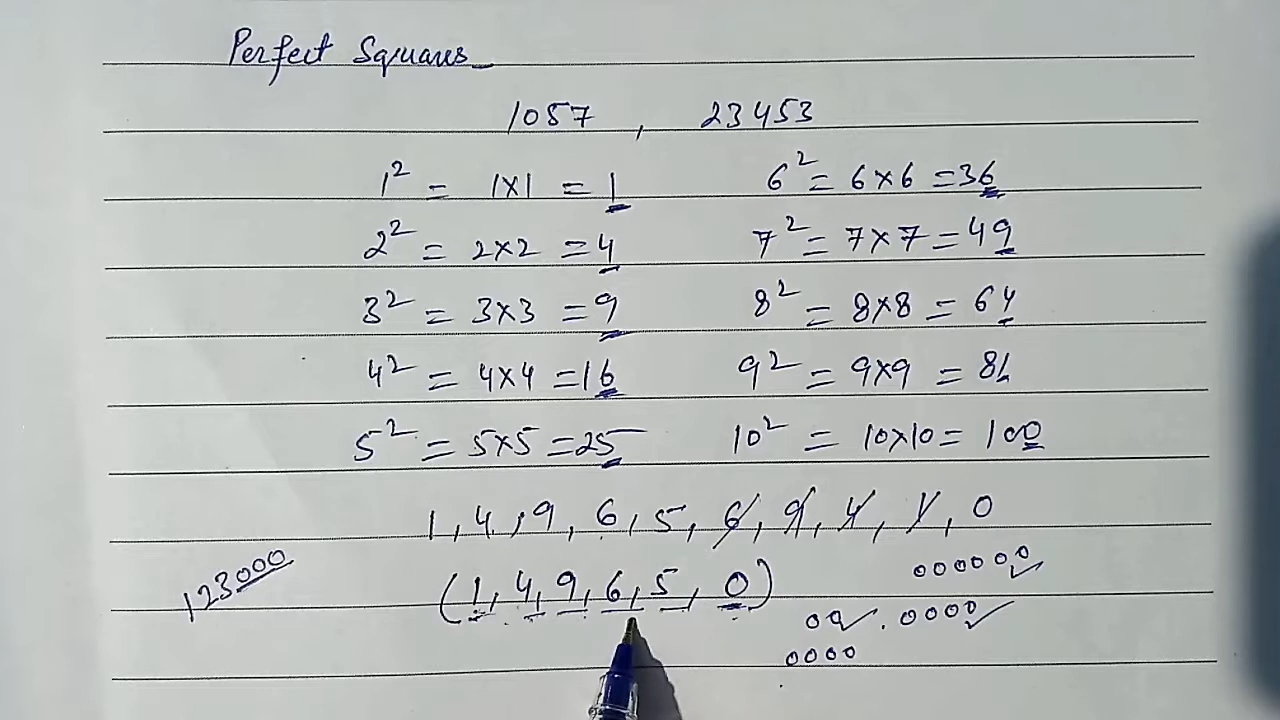 Perfect Squares
1057 , 23453
1² = 1×1 = 1 6² = 6×6 = 36
2² = 2×2 = 4 7² = 7×7 = 49
3² = 3×3 = 9 8² = 8×8 = 64
4² = 4×4 = 16 9² = 9×9 = 81
5² = 5×5 = 25 10² = 10×10 = 100
1, 4, 9, 6, 5, 6, 9, 4, 1, 0
123000 (1, 4, 9, 6, 5, 0) 000000
00 . 0000
0000